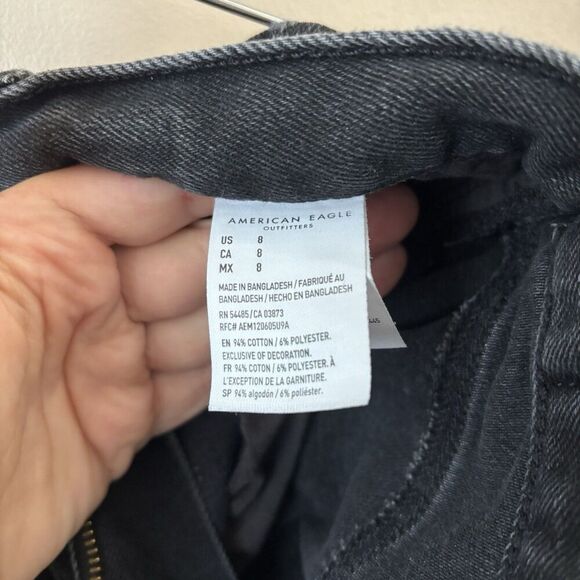 AMERICAN EAGLE
OUTFITTERS
US 8
CA 8
MX 8
MADE IN BANGLADESH / FABRIQUÉ AU
BANGLADESH / HECHO EN BANGLADESH
RN 54485/CA 03873
RFC# AEM120605U9A
EN 94% COTTON / 6% POLYESTER.
EXCLUSIVE OF DECORATION.
FR 94% COTON / 6% POLYESTER. À
L'EXCEPTION DE LA GARNITURE.
SP 94% algodón / 6% poliéster.